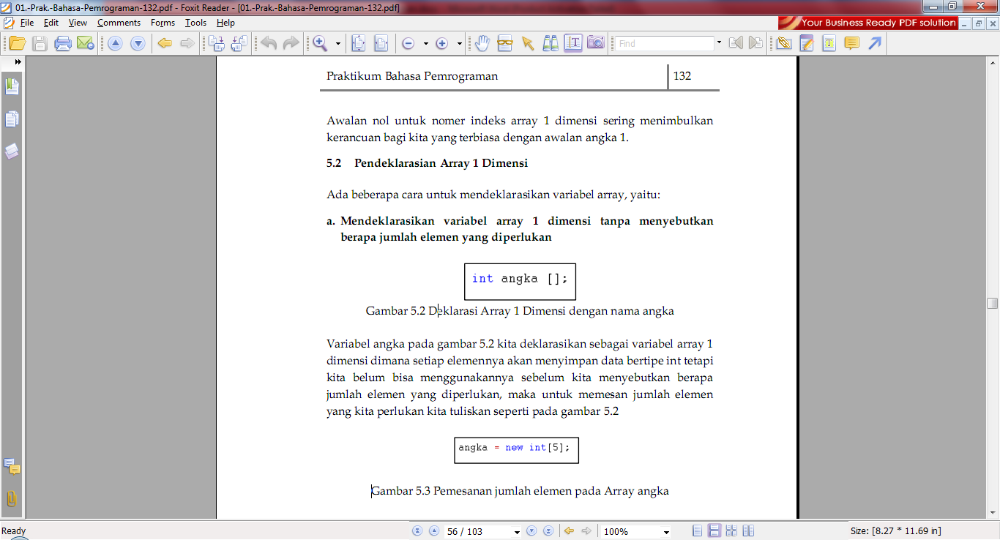 01.-Prak.-Bahasa-Pemrograman-132.pdf - Foxit Reader - [01.-Prak.-Bahasa-Pemrograman-132.pdf]
File Edit View Comments Forms Tools Help
Your Business Ready PDF solution
Find
Praktikum Bahasa Pemrograman 132
Awalan nol untuk nomer indeks array 1 dimensi sering menimbulkan
kerancuan bagi kita yang terbiasa dengan awalan angka 1.
5.2 Pendeklarasian Array 1 Dimensi
Ada beberapa cara untuk mendeklarasikan variabel array, yaitu:
a. Mendeklarasikan variabel array 1 dimensi tanpa menyebutkan
berapa jumlah elemen yang diperlukan
int angka [];
Gambar 5.2 Deklarasi Array 1 Dimensi dengan nama angka
Variabel angka pada gambar 5.2 kita deklarasikan sebagai variabel array 1
dimensi dimana setiap elemennya akan menyimpan data bertipe int tetapi
kita belum bisa menggunakannya sebelum kita menyebutkan berapa
jumlah elemen yang diperlukan, maka untuk memesan jumlah elemen
yang kita perlukan kita tuliskan seperti pada gambar 5.2
angka = new int[5];
Gambar 5.3 Pemesanan jumlah elemen pada Array angka
Ready 56 / 103 100% Size: [8.27 * 11.69 in]